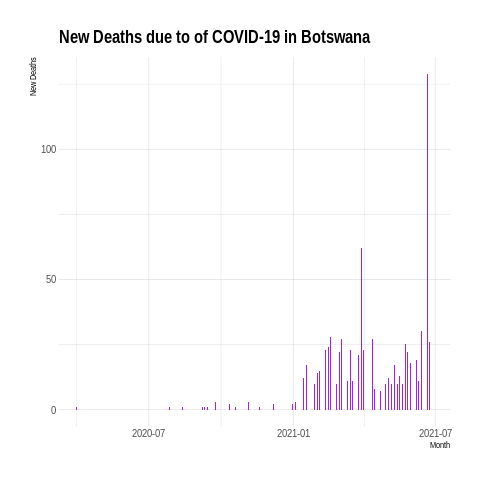 New Deaths due to of COVID-19 in Botswana
New Deaths
100
50
0
2020-07
2021-01
2021-07
Month